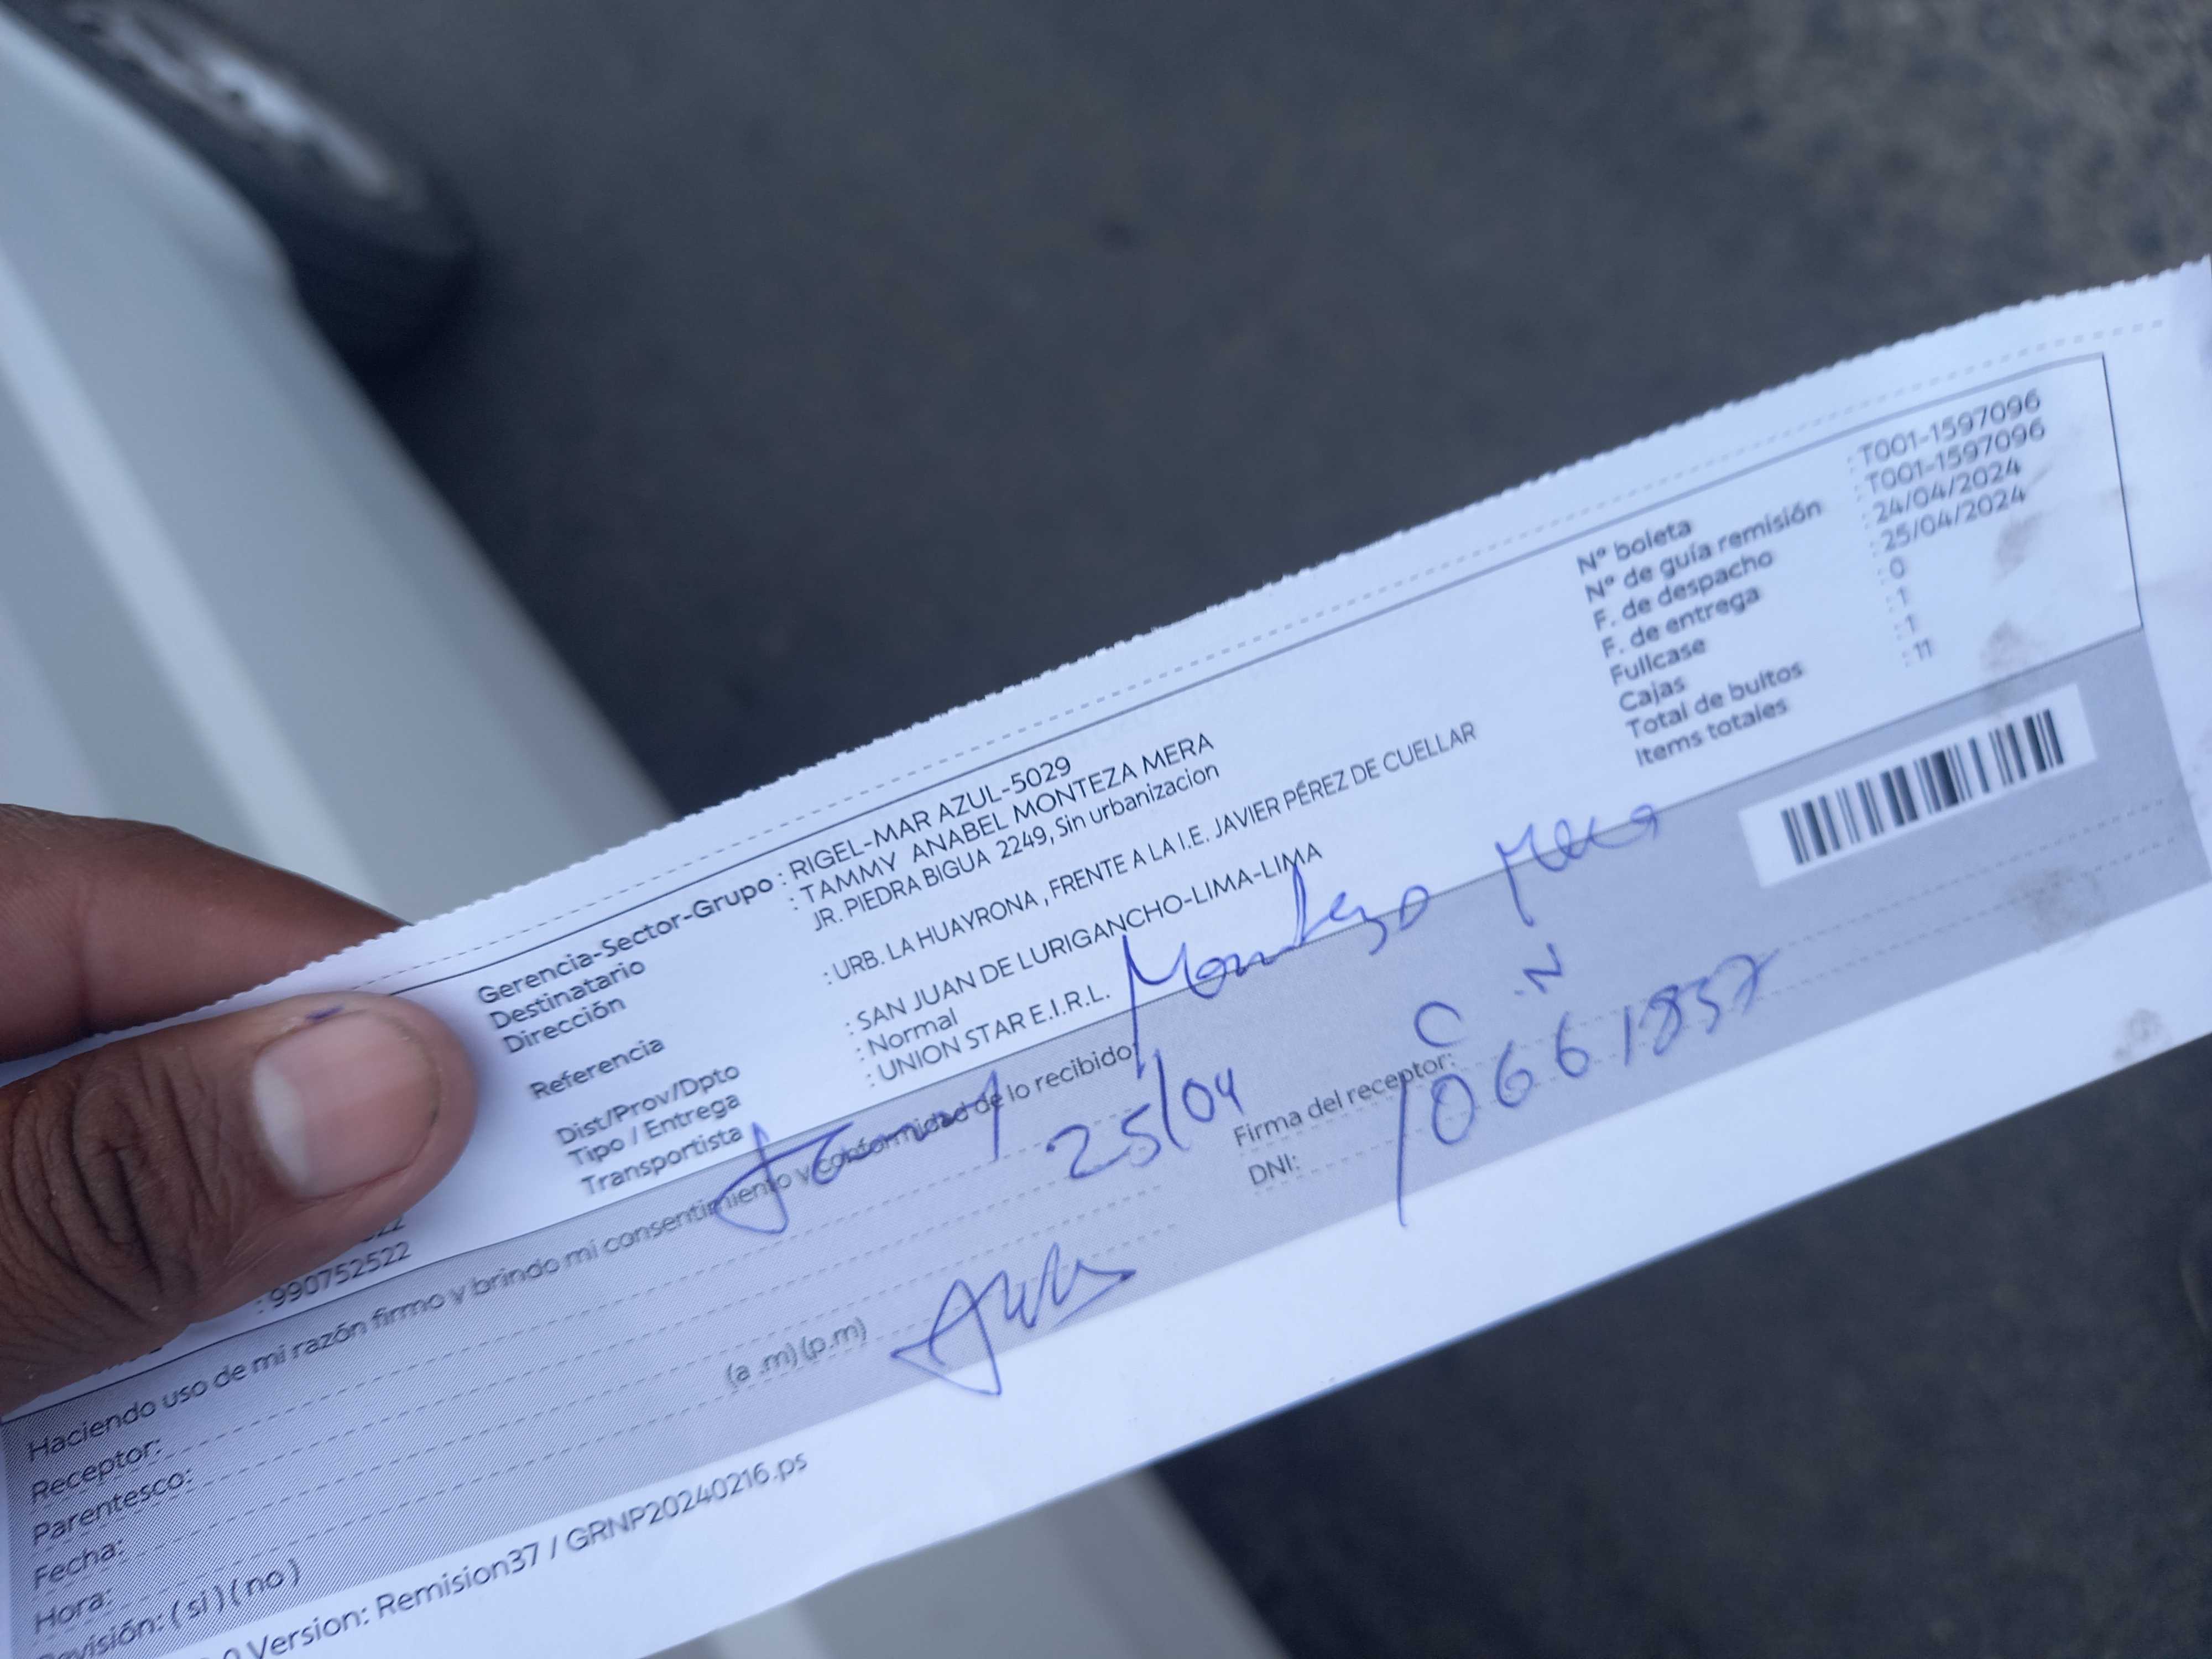 Gerencia-Sector-Grupo : RIGEL-MAR AZUL-5029
Destinatario : TAMMY ANABEL MONTEZA MERA
Dirección JR. PIEDRA BIGUA 2249, Sin urbanizacion
Referencia : URB. LA HUAYRONA , FRENTE A LA I.E. JAVIER PÉREZ DE CUELLAR
Dist/Prov/Dpto : SAN JUAN DE LURIGANCHO-LIMA-LIMA
Tipo / Entrega : Normal
Transportista : UNION STAR E.I.R.L.
: 990752522
N° boleta : T001-1597096
N° de guía remisión : T001-1597096
F. de despacho : 24/04/2024
F. de entrega : 25/04/2024
Fullcase : 0
Cajas : 1
Total de bultos : 1
Items totales : 11
Haciendo uso de mi razón firmo y brindo mi consentimiento y conformidad de lo recibido:
Receptor: Monteza Mera
Parentesco:
Fecha: 25/04
Hora: (a .m) (p.m)
(si) (no)
Firma del receptor:
DNI: 10661837
Version: Remision37 / GRNP20240216.ps